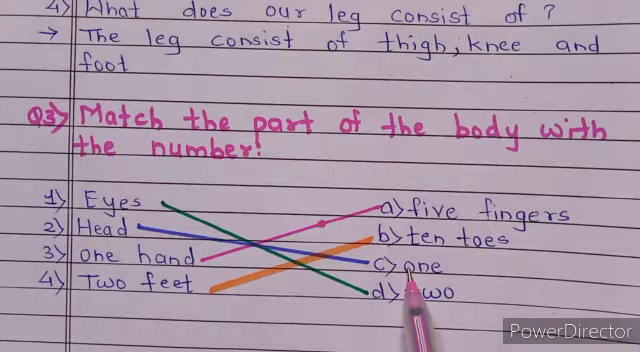 4) What does our leg consist of ?
→ The leg consist of thigh, knee and
foot
Q3) Match the part of the body with
the number!
1) Eyes a) five fingers
2) Head b) ten toes
3) One hand c) one
4) Two feet d) two
PowerDirector